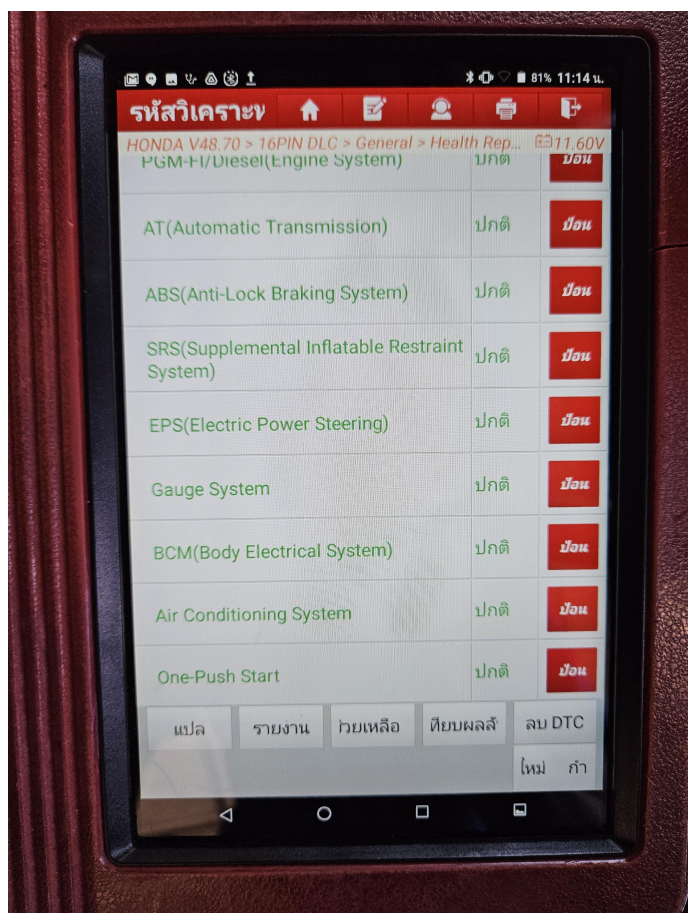 81% 11:14 น.
รหัสวิเคราะห
HONDA V48.70 > 16PIN DLC > General > Health Rep... 11.60V
PGM-FI/Diesel(Engine System) ปกติ ป้อน
AT(Automatic Transmission) ปกติ ป้อน
ABS(Anti-Lock Braking System) ปกติ ป้อน
SRS(Supplemental Inflatable Restraint
System) ปกติ ป้อน
EPS(Electric Power Steering) ปกติ ป้อน
Gauge System ปกติ ป้อน
BCM(Body Electrical System) ปกติ ป้อน
Air Conditioning System ปกติ ป้อน
One-Push Start ปกติ ป้อน
แปล รายงาน ่วยเหลือ ทียบผลลั ลบ DTC
ใหม่ กำ